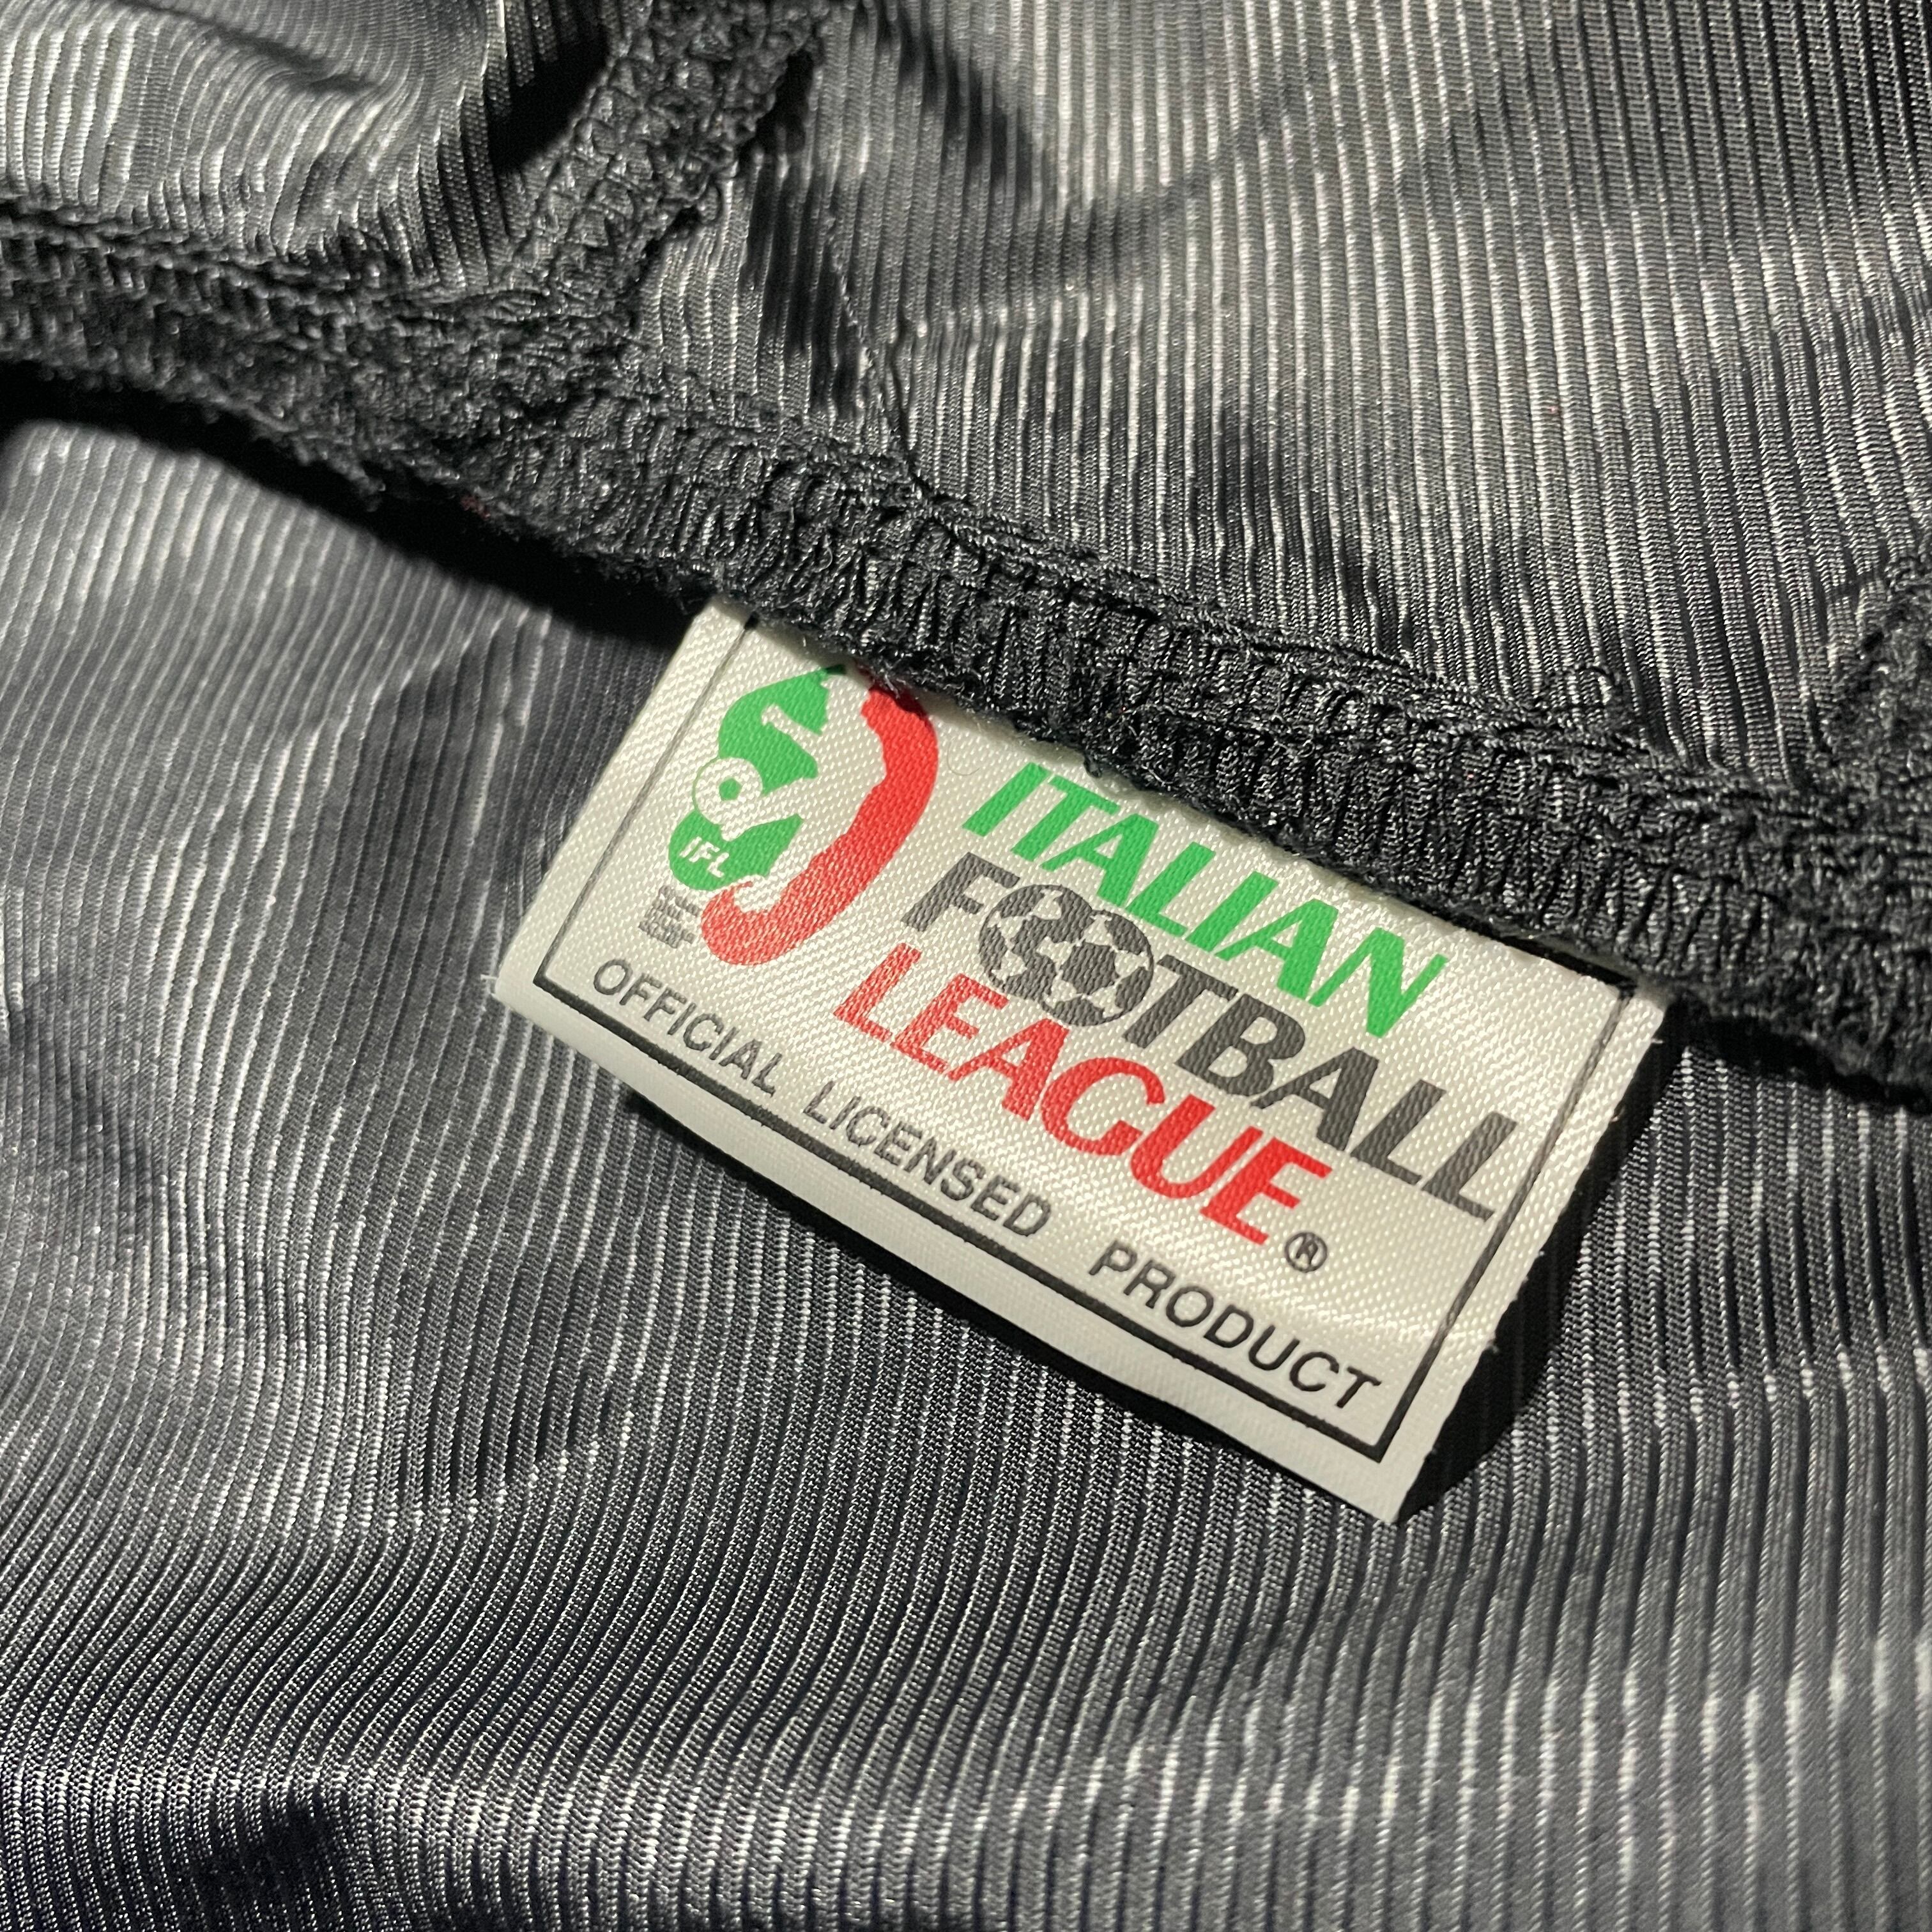 IFL
ITALIAN
FOOTBALL
LEAGUE®
OFFICIAL LICENSED PRODUCT